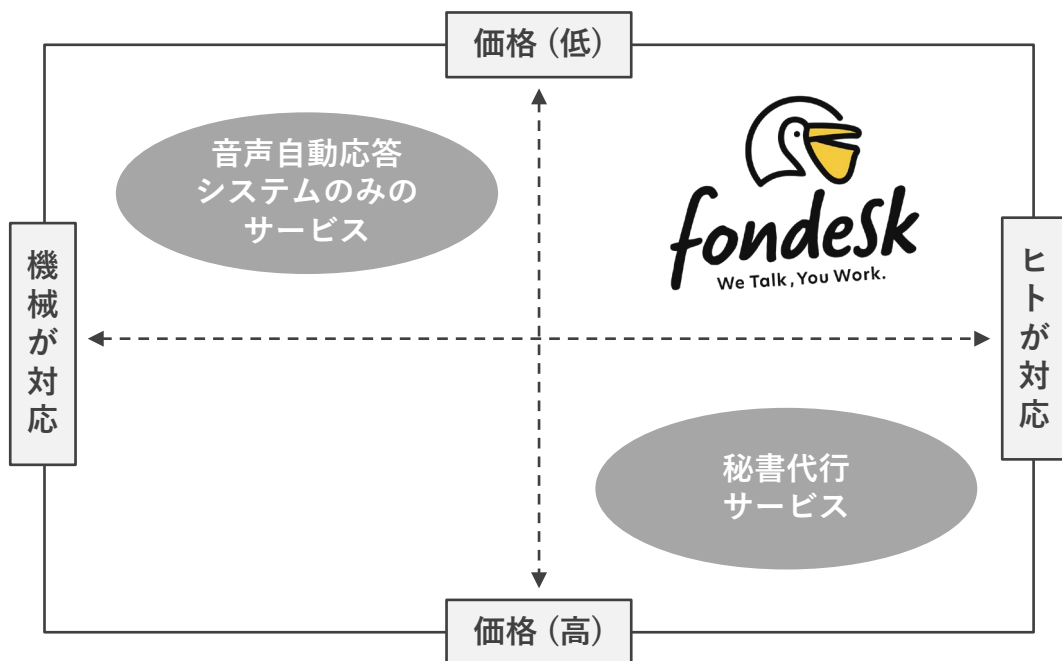 価格（低）
音声自動応答
システムのみの
サービス
fondesk
We Talk, You Work.
機械が対応
ヒトが対応
秘書代行
サービス
価格（高）